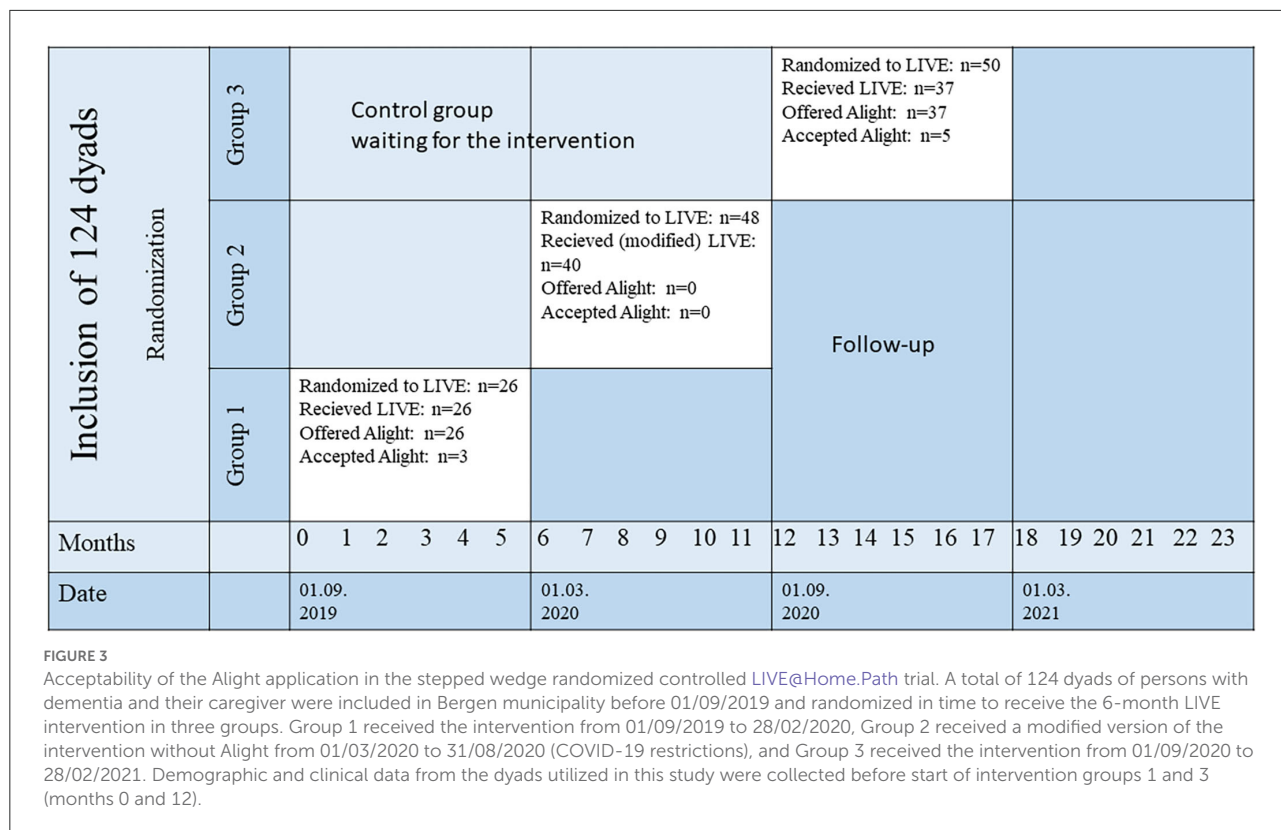 Inclusion of 124 dyads
Randomization
Group 3
Control group
waiting for the intervention
Randomized to LIVE: n=50
Recieved LIVE: n=37
Offered Alight: n=37
Accepted Alight: n=5
Group 2
Randomized to LIVE: n=48
Recieved (modified) LIVE:
n=40
Offered Alight: n=0
Accepted Alight: n=0
Follow-up
Group 1
Randomized to LIVE: n=26
Recieved LIVE: n=26
Offered Alight: n=26
Accepted Alight: n=3
Months 0 1 2 3 4 5 6 7 8 9 10 11 12 13 14 15 16 17 18 19 20 21 22 23
Date 01.09. 01.03. 01.09. 01.03.
2019 2020 2020 2021
FIGURE 3
Acceptability of the Alight application in the stepped wedge randomized controlled LIVE@Home.Path trial. A total of 124 dyads of persons with
dementia and their caregiver were included in Bergen municipality before 01/09/2019 and randomized in time to receive the 6-month LIVE
intervention in three groups. Group 1 received the intervention from 01/09/2019 to 28/02/2020, Group 2 received a modified version of the
intervention without Alight from 01/03/2020 to 31/08/2020 (COVID-19 restrictions), and Group 3 received the intervention from 01/09/2020 to
28/02/2021. Demographic and clinical data from the dyads utilized in this study were collected before start of intervention groups 1 and 3
(months 0 and 12).